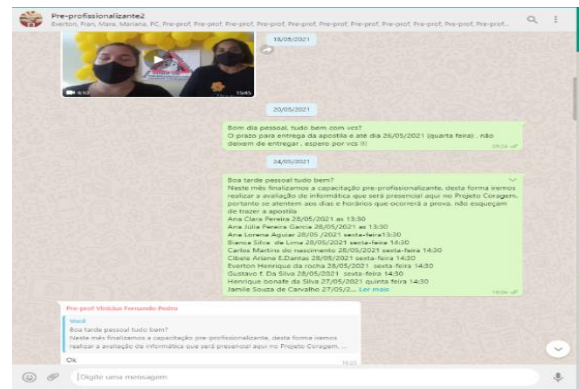 Pre-profissionalizante2
Everton, Fran, Mara, Mariana, PC, Pre-prof, Pre-prof, Pre-prof, Pre-prof, Pre-prof, Pre-prof, Pre-prof, Pre-prof, Pre-prof, Pre-prof...
18/05/2021
15:45
20/05/2021
Bom dia pessoal, tudo bem com vcs?
O prazo para entrega da apostila e até dia 26/05/2021 (quarta feira) , não
deixem de entregar , espero por vcs !!!
24/05/2021
Boa tarde pessoal tudo bem?
Neste mês finalizamos a capacitação pre-profissionalizante, desta forma iremos
realizar a avaliação de informática que será presencial aqui no Projeto Coragem,
portanto se atentem aos dias e horários que ocorrerá a prova, não esqueçam
de trazer a apostila
Ana Clara Pereira 28/05/2021 as 13:30
Ana Júlia Pereira Garcia 28/05/2021 as 13:30
Ana Lorena Aguiar 28/05 /2021 sexta-feira13:30
Bianca Silva de Lima 28/05/2021 sexta-feira 14:30
Carlos Martins do nascimento 28/05/2021 sexta-feira 14:30
Cibele Ariana E.Dantas 28/05/2021 sexta-feira 14:30
Everton Henrique da rocha 28/05/2021 sexta-feira 14:30
Gustavo f. Da Silva 28/05/2021 sexta-feira 14:30
Henrique bonafe da Silva 27/05/2021 quinta feira 14:30
Jamile Souza de Carvalho 27/05/2... Ler mais
Pre-prof Vinicius Fernando Pedro
Você
Boa tarde pessoal tudo bem?
Neste mês finalizamos a capacitação pre-profissionalizante, desta forma iremos
realizar a avaliação de informática que será presencial aqui no Projeto Coragem, ...
Ok
Digite uma mensagem